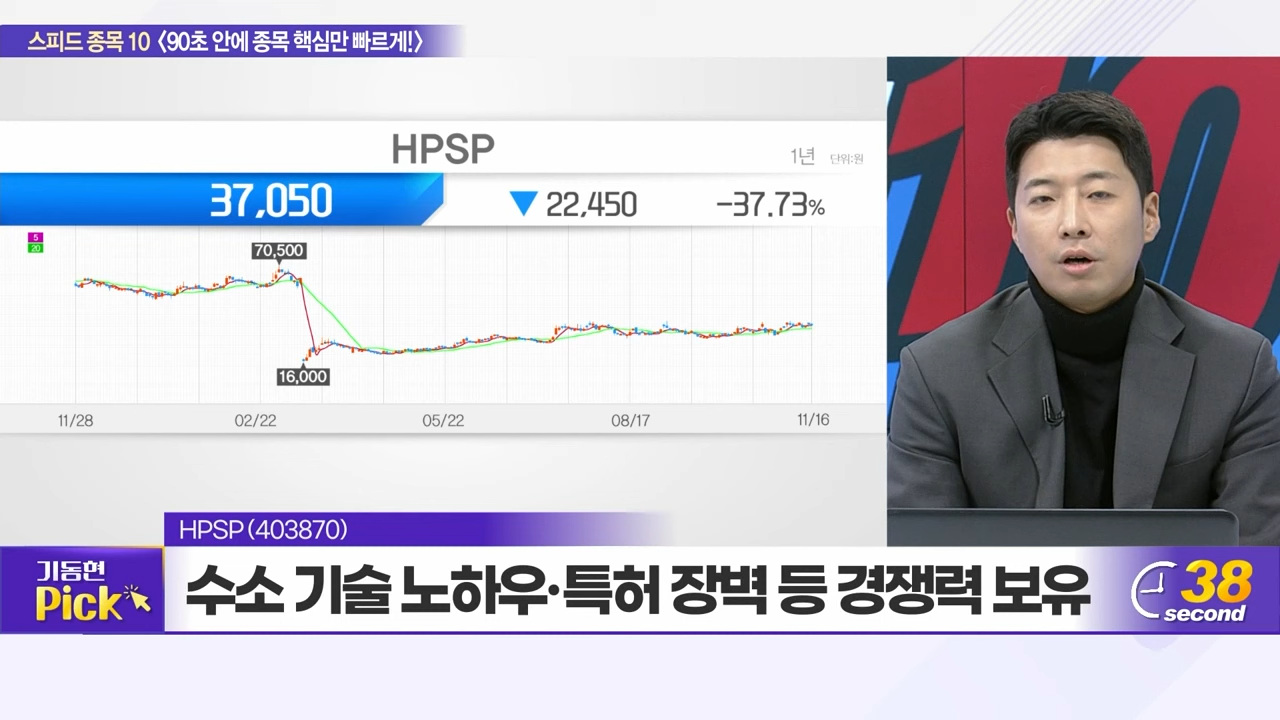 스피드 종목 10 〈90초 안에 종목 핵심만 빠르게!〉
HPSP
1년 단위:원
37,050 ▼ 22,450 -37.73%
5
20
70,500
16,000
11/28 02/22 05/22 08/17 11/16
HPSP(403870)
기동현
Pick
수소 기술 노하우·특허 장벽 등 경쟁력 보유
38
second
10